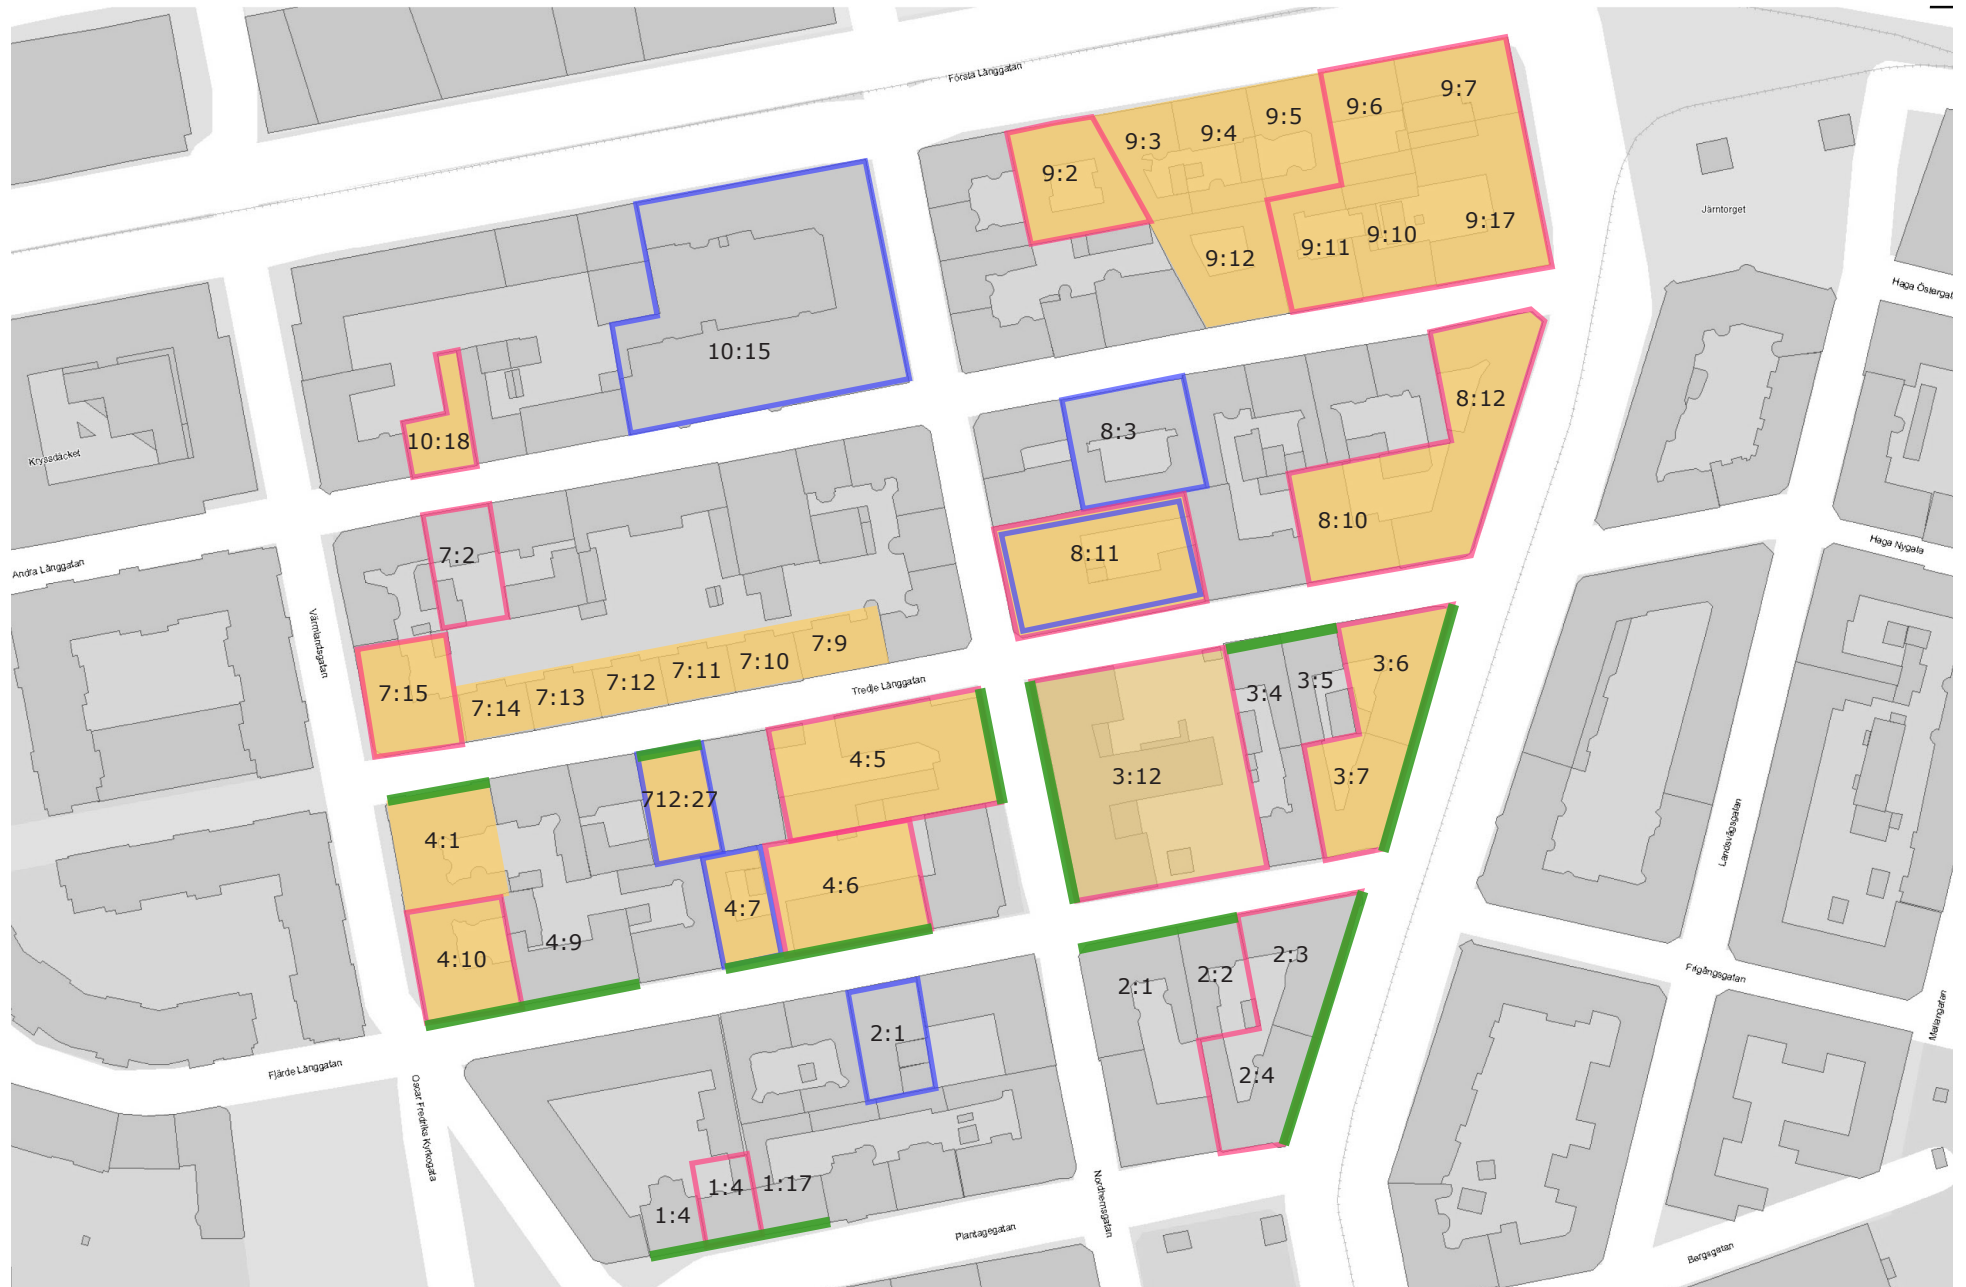 Första Långgatan
9:7
9:6
9:5
9:4
9:3
9:2
Järntorget
9:17
9:10
9:11
9:12
Haga Östergat
10:15
8:12
8:3
10:18
Kryssdäcket
8:10
Haga Nygata
8:11
7:2
Andra Långgatan
Värmlandsgatan
7:9
7:10
7:11
7:12
7:13
7:14
7:15
Tredje Långgatan
3:6
3:5
3:4
4:5
3:12
3:7
712:27
Landsvägsgatan
4:1
4:6
4:7
4:9
4:10
2:3
2:2
2:1
Frigångsgatan
Mellangatan
2:1
Fjärde Långgatan
2:4
Oscar Fredriks Kyrkogata
1:4
1:17
1:4
Nordhemsgatan
Plantagegatan
Bergsgatan